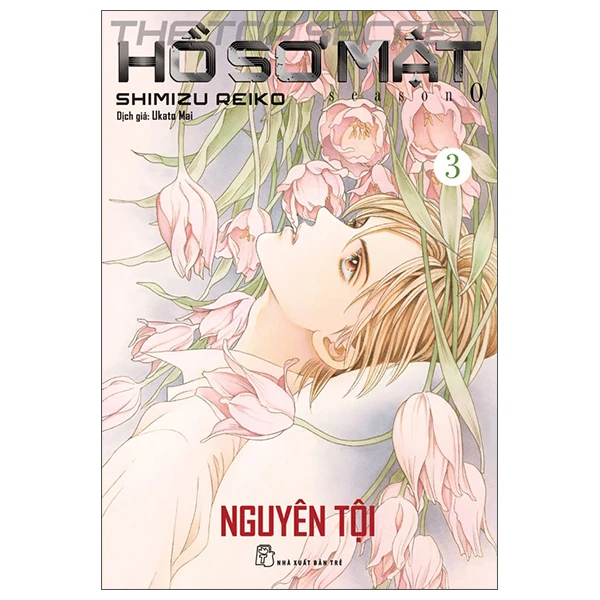 THE TOP SECRET
HỒ SƠ MẬT
season 0
SHIMIZU REIKO
Dịch giả: Ukato Mai
3
NGUYÊN TỘI
NHÀ XUẤT BẢN TRẺ